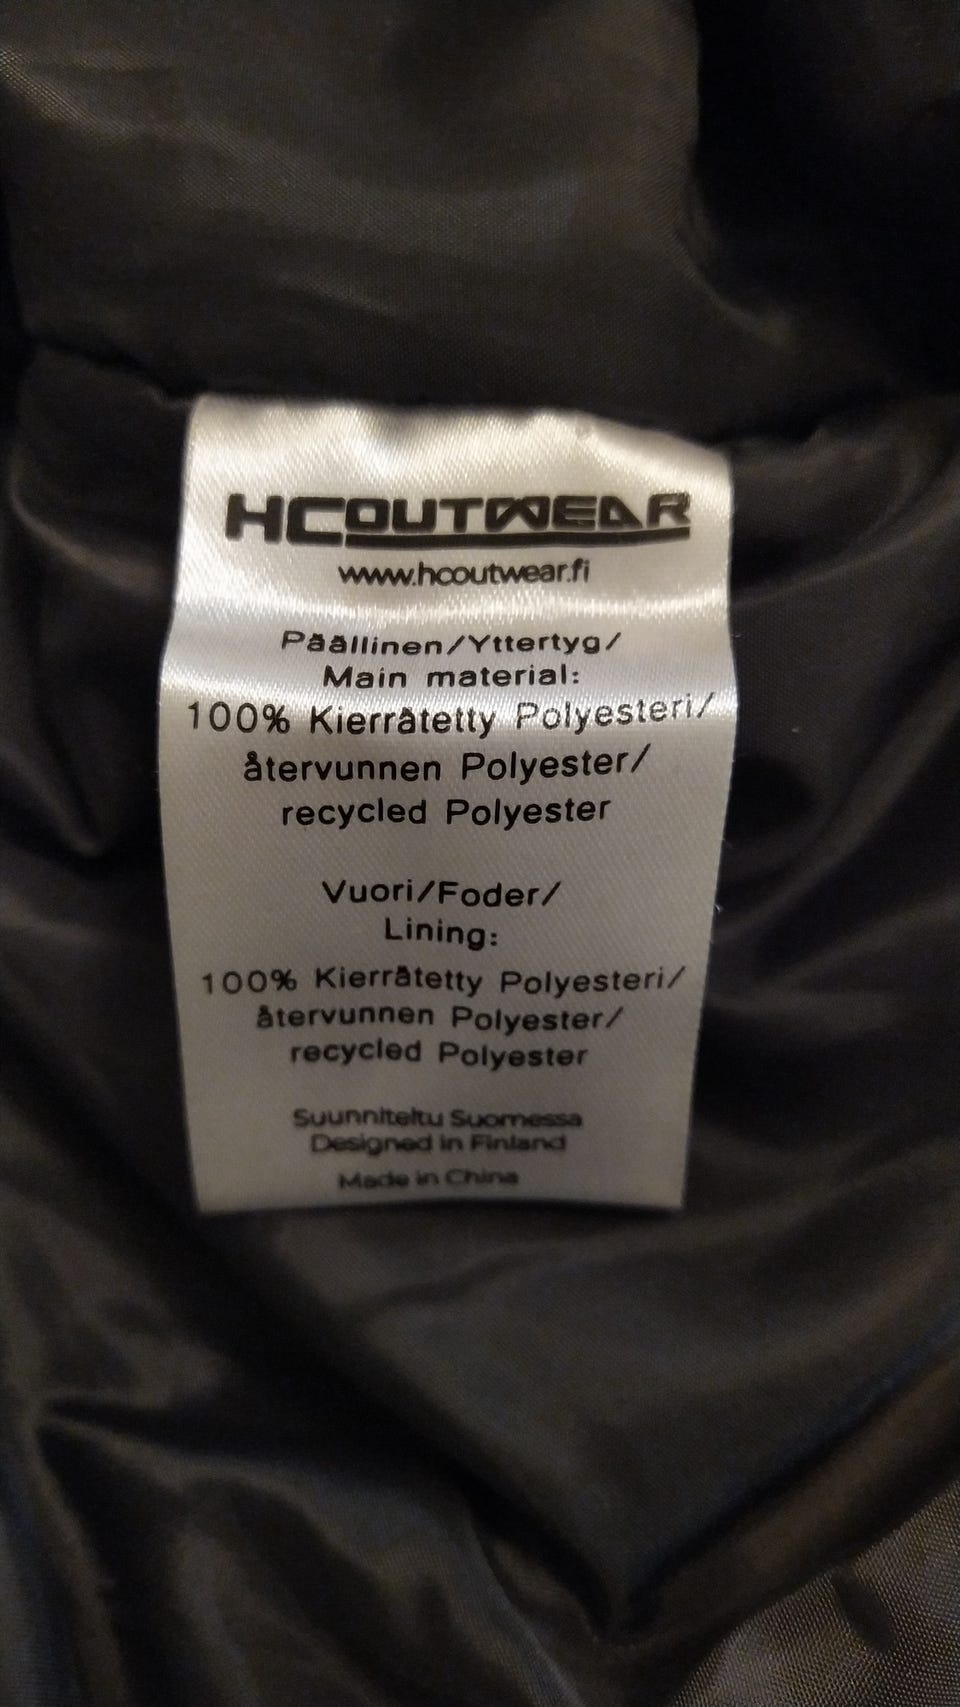 HCOUTWEAR
www.hcoutwear.fi
Päällinen/Yttertyg/
Main material:
100% Kierrätetty Polyesteri/
återvunnen Polyester/
recycled Polyester
Vuori/Foder/
Lining:
100% Kierrätetty Polyesteri/
återvunnen Polyester/
recycled Polyester
Suunniteltu Suomessa
Designed in Finland
Made in China